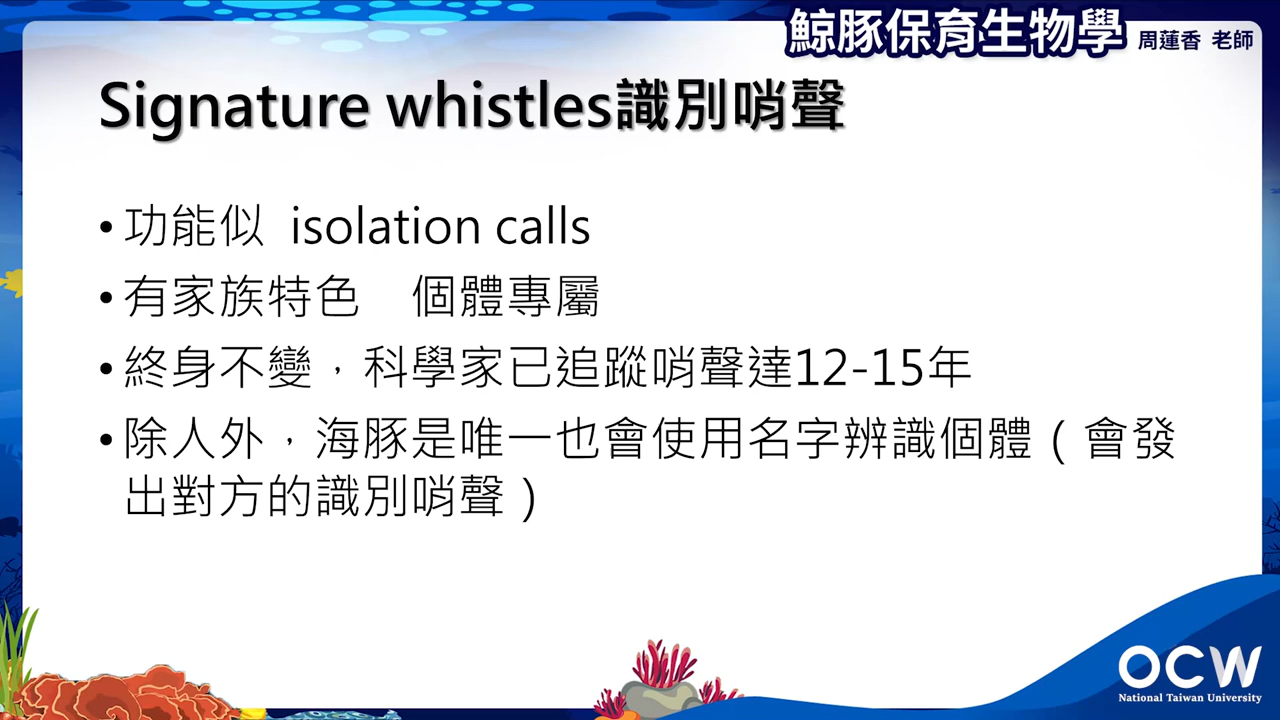 鯨豚保育生物學 周蓮香 老師
Signature whistles識別哨聲
• 功能似 isolation calls
• 有家族特色　個體專屬
• 終身不變，科學家已追蹤哨聲達12-15年
• 除人外，海豚是唯一也會使用名字辨識個體（會發
出對方的識別哨聲）
OCW
National Taiwan University